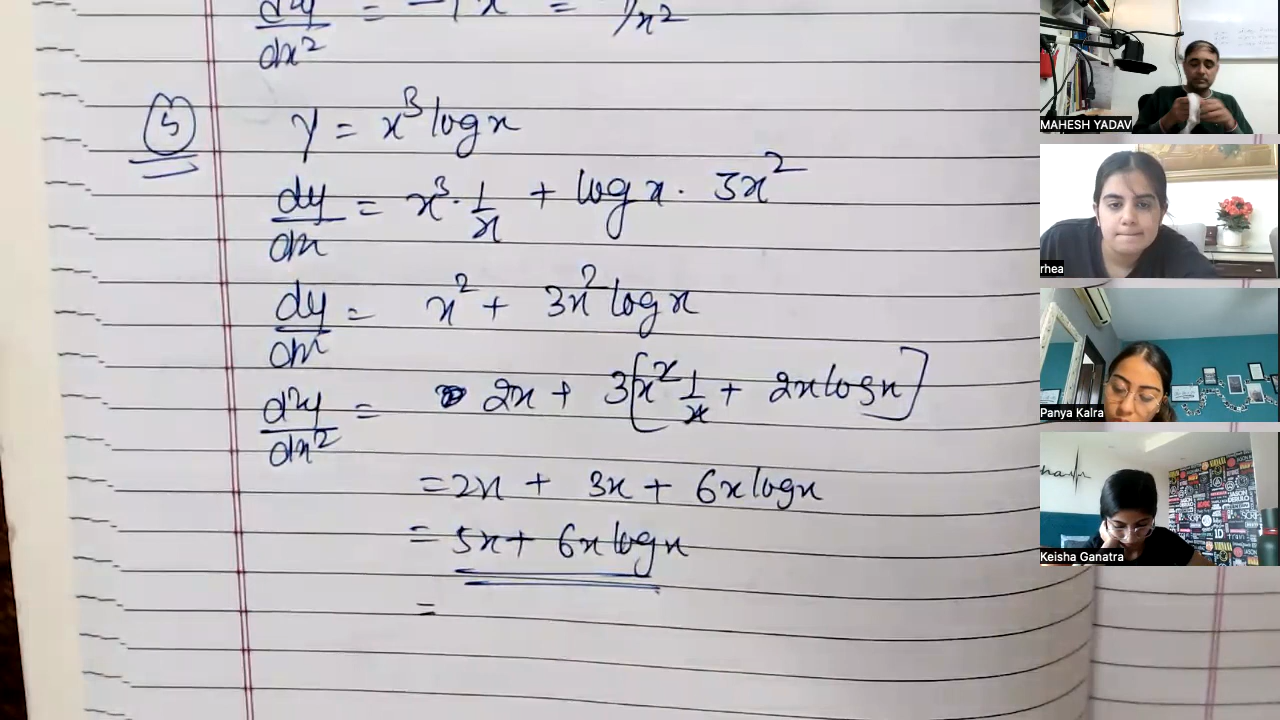 d²y/dx² = -1x = 1/x²
5
y = x³ log x
dy/dx = x³ · 1/x + log x · 3x²
dy/dx = x² + 3x² log x
d²y/dx² = 2x + 3[x² 1/x + 2x log x]
= 2x + 3x + 6x log x
= 5x + 6x log x
=
MAHESH YADAV
rhea
Panya Kalra
Keisha Ganatra